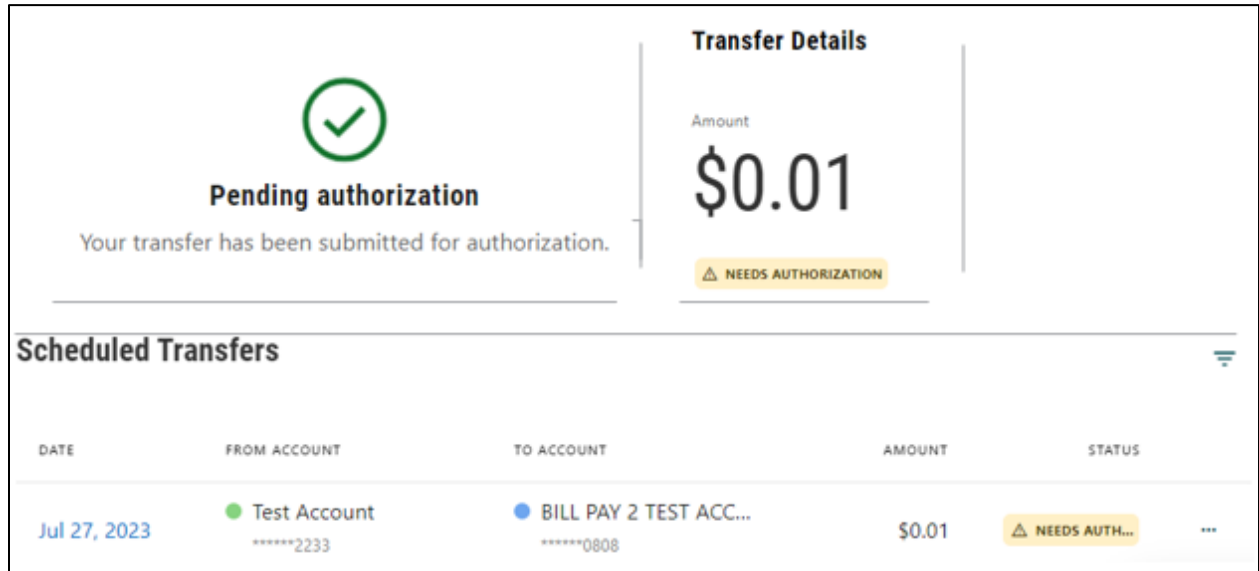 Transfer Details
Amount
$0.01
Pending authorization
Your transfer has been submitted for authorization.
NEEDS AUTHORIZATION
Scheduled Transfers
DATE FROM ACCOUNT TO ACCOUNT AMOUNT STATUS
Jul 27, 2023 Test Account BILL PAY 2 TEST ACC... $0.01 NEEDS AUTH... ...
******2233 ******0808